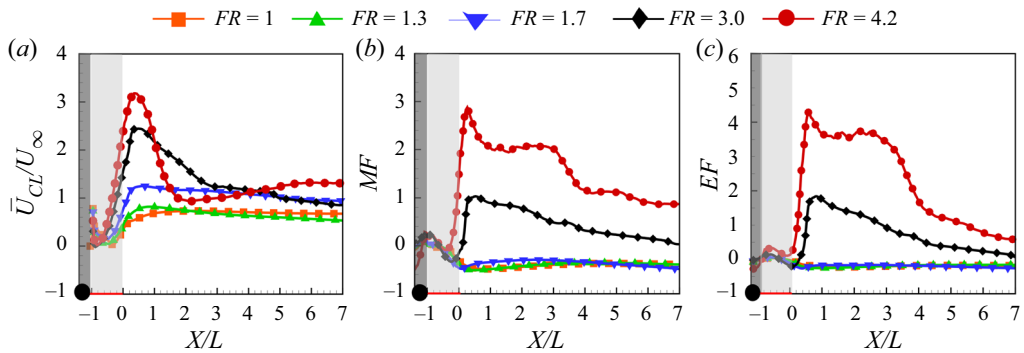 FR = 1 FR = 1.3 FR = 1.7 FR = 3.0 FR = 4.2
(a) (b) (c)
4 3 2 1 0 −1
U̅CL/U∞
−1 0 1 2 3 4 5 6 7
X/L
4 3 2 1 0 −1
MF
−1 0 1 2 3 4 5 6 7
X/L
6 5 4 3 2 1 0 −1
EF
−1 0 1 2 3 4 5 6 7
X/L